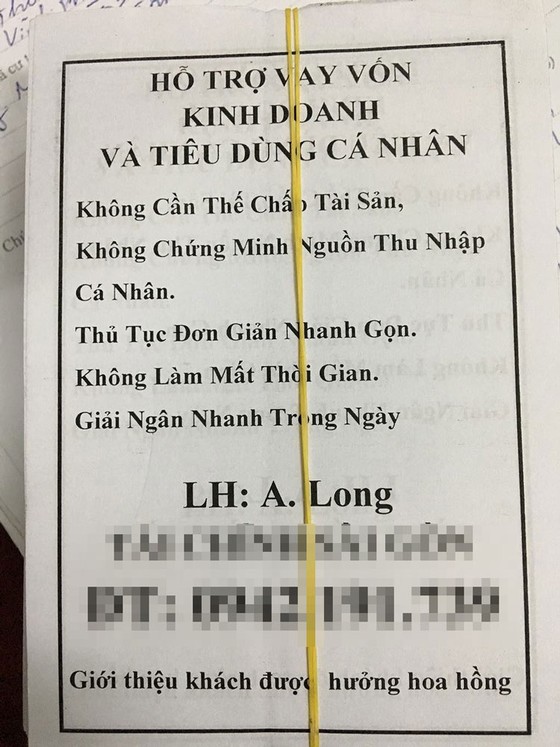 HỖ TRỢ VAY VỐN
KINH DOANH
VÀ TIÊU DÙNG CÁ NHÂN
Không Cần Thế Chấp Tài Sản,
Không Chứng Minh Nguồn Thu Nhập
Cá Nhân.
Thủ Tục Đơn Giản Nhanh Gọn.
Không Làm Mất Thời Gian.
Giải Ngân Nhanh Trong Ngày
LH: A. Long
Giới thiệu khách được hưởng hoa hồng